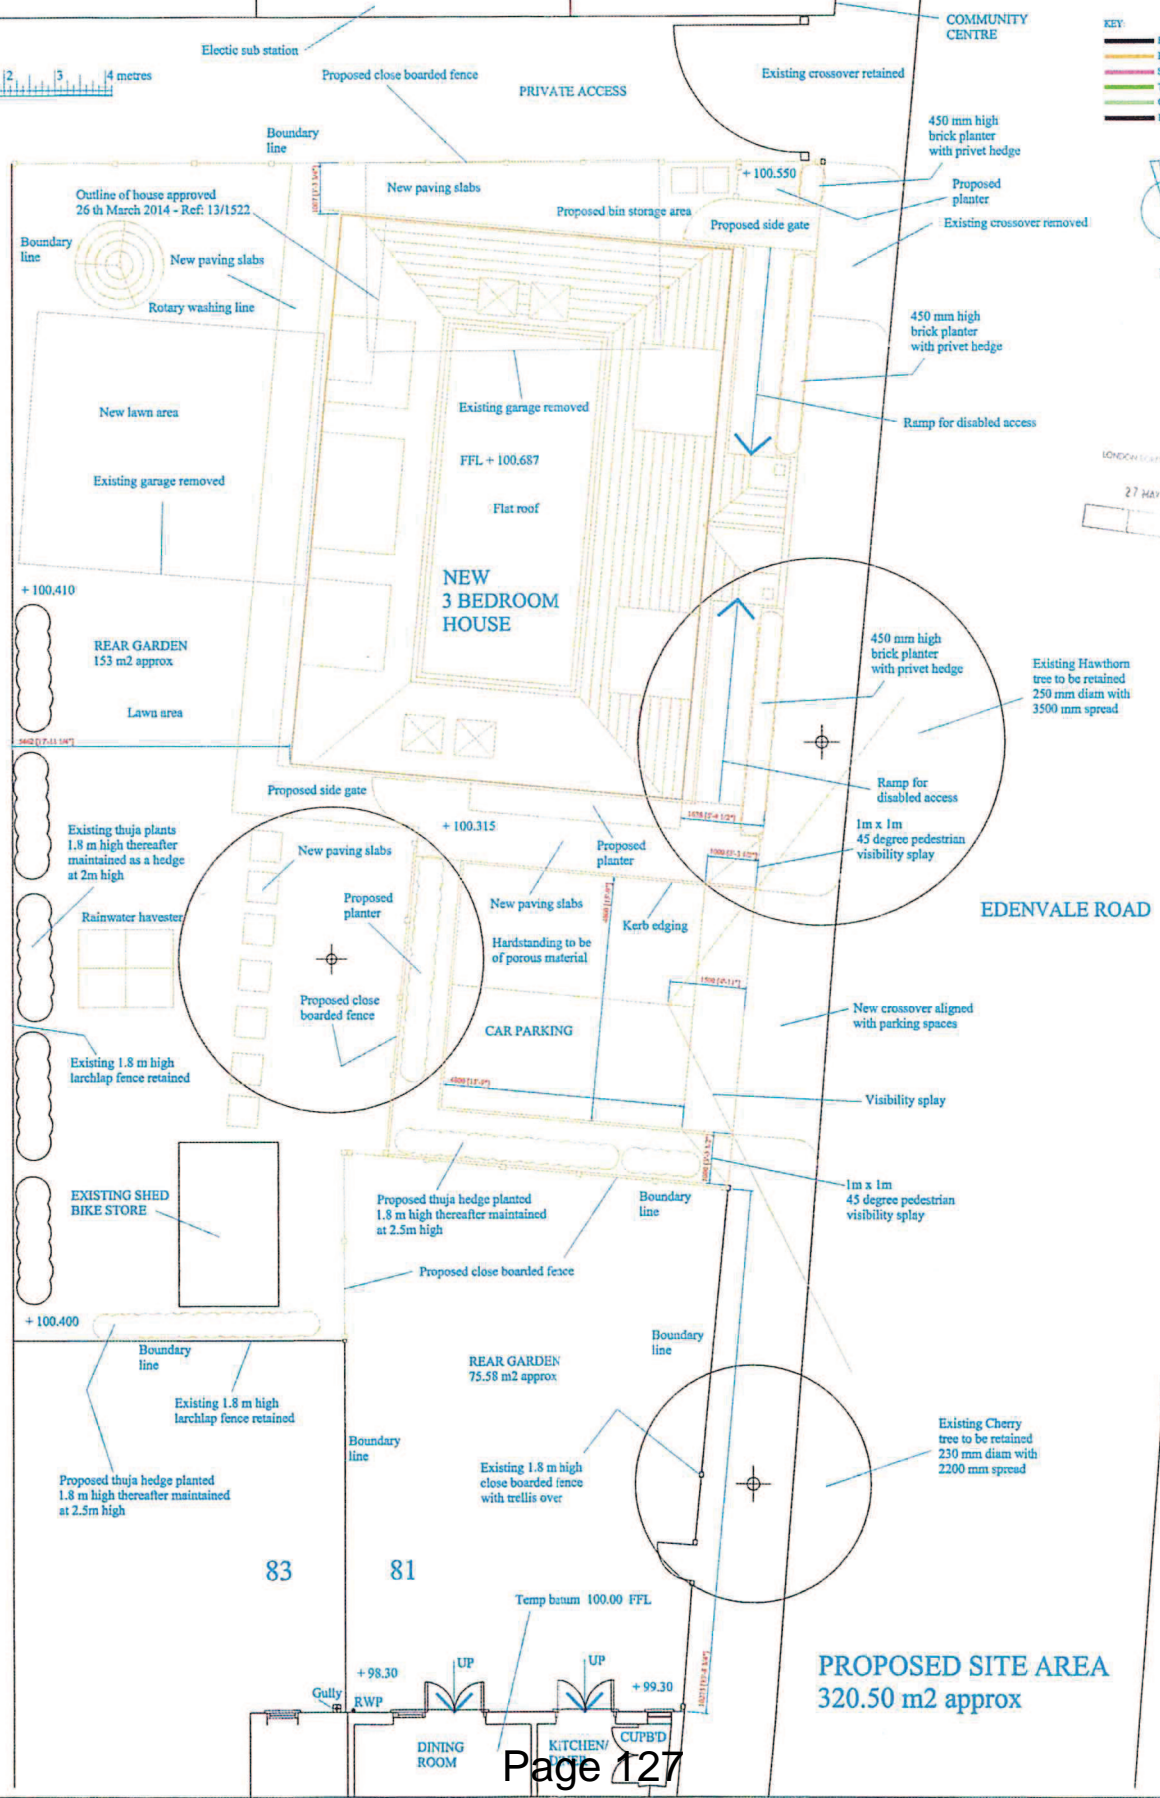 COMMUNITY
CENTRE
KEY:
Electic sub station
2 3 4 metres
Proposed close boarded fence
PRIVATE ACCESS
Existing crossover retained
Boundary
line
450 mm high
brick planter
with privet hedge
Outline of house approved
26 th March 2014 - Ref: 13/1522
New paving slabs
+ 100.550
Proposed
planter
Proposed bin storage area
Proposed side gate
Existing crossover removed
Boundary
line
New paving slabs
Rotary washing line
450 mm high
brick planter
with privet hedge
New lawn area
Existing garage removed
Ramp for disabled access
FFL + 100.687
Existing garage removed
Flat roof
27 MAY
NEW
3 BEDROOM
HOUSE
+ 100.410
REAR GARDEN
153 m2 approx
450 mm high
brick planter
with privet hedge
Existing Hawthorn
tree to be retained
250 mm diam with
3500 mm spread
Lawn area
Proposed side gate
Ramp for
disabled access
+ 100.315
Existing thuja plants
1.8 m high thereafter
maintained as a hedge
at 2m high
New paving slabs
Proposed
planter
1m x 1m
45 degree pedestrian
visibility splay
Proposed
planter
New paving slabs
Rainwater havester
Kerb edging
EDENVALE ROAD
Hardstanding to be
of porous material
Proposed close
boarded fence
CAR PARKING
New crossover aligned
with parking spaces
Existing 1.8 m high
larchlap fence retained
Visibility splay
EXISTING SHED
BIKE STORE
Proposed thuja hedge planted
1.8 m high thereafter maintained
at 2.5m high
Boundary
line
1m x 1m
45 degree pedestrian
visibility splay
Proposed close boarded fence
+ 100.400
Boundary
line
Boundary
line
REAR GARDEN
75.58 m2 approx
Existing 1.8 m high
larchlap fence retained
Boundary
line
Existing Cherry
tree to be retained
230 mm diam with
2200 mm spread
Existing 1.8 m high
close boarded fence
with trellis over
Proposed thuja hedge planted
1.8 m high thereafter maintained
at 2.5m high
83
81
Temp batum 100.00 FFL
+ 98.30
UP
UP
+ 99.30
Gully
RWP
PROPOSED SITE AREA
320.50 m2 approx
DINING
ROOM
KITCHEN/
DINER
CUPB'D
Page 127